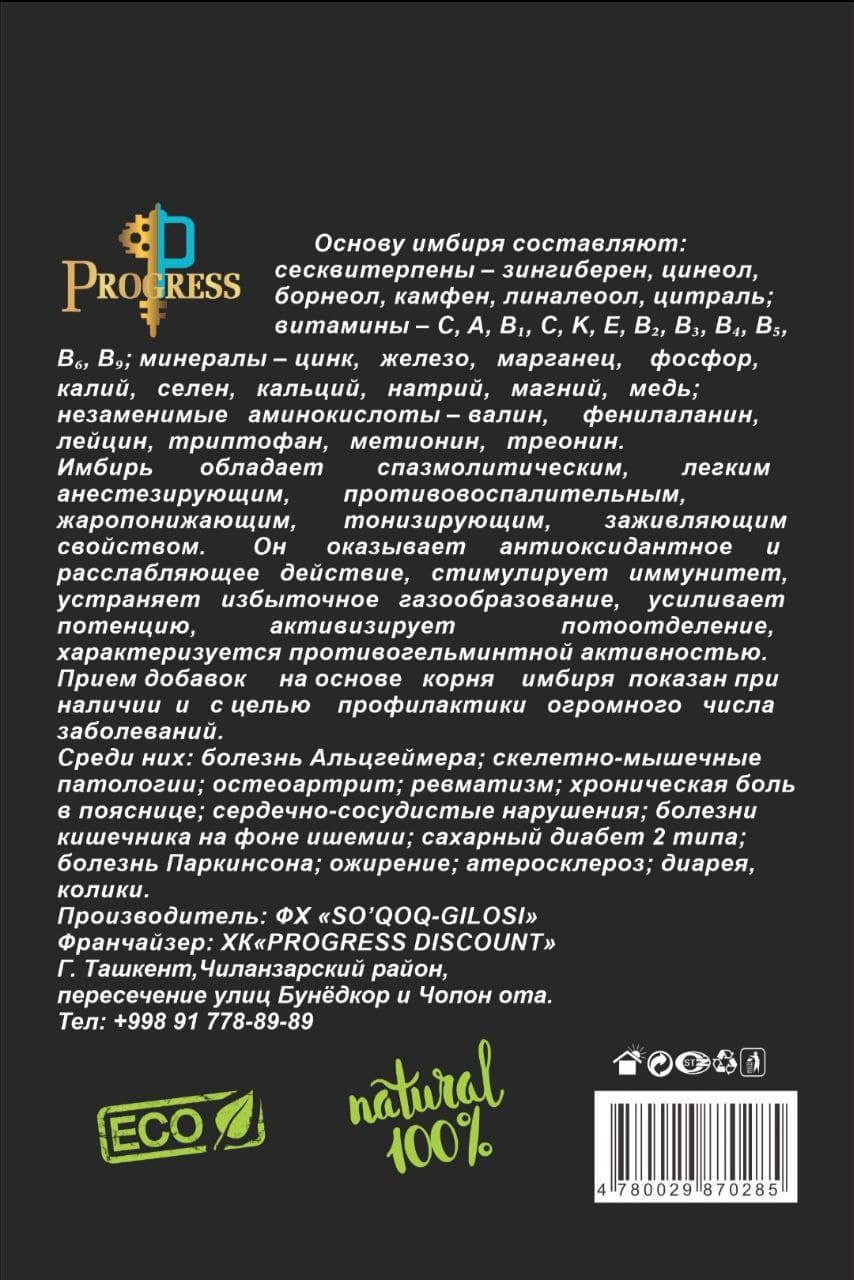 PROGRESS
Основу имбиря составляют:
сесквитерпены – зингиберен, цинеол,
борнеол, камфен, линалеоол, цитраль;
витамины – С, А, В₁, С, К, Е, В₂, В₃, В₄, В₅,
В₆, В₉; минералы – цинк, железо, марганец, фосфор,
калий, селен, кальций, натрий, магний, медь;
незаменимые аминокислоты – валин, фенилаланин,
лейцин, триптофан, метионин, треонин.
Имбирь обладает спазмолитическим, легким
анестезирующим, противовоспалительным,
жаропонижающим, тонизирующим, заживляющим
свойством. Он оказывает антиоксидантное и
расслабляющее действие, стимулирует иммунитет,
устраняет избыточное газообразование, усиливает
потенцию, активизирует потоотделение,
характеризуется противогельминтной активностью.
Прием добавок на основе корня имбиря показан при
наличии и с целью профилактики огромного числа
заболеваний.
Среди них: болезнь Альцгеймера; скелетно-мышечные
патологии; остеоартрит; ревматизм; хроническая боль
в пояснице; сердечно-сосудистые нарушения; болезни
кишечника на фоне ишемии; сахарный диабет 2 типа;
болезнь Паркинсона; ожирение; атеросклероз; диарея,
колики.
Производитель: ФХ «SO’QOQ-GILOSI»
Франчайзер: ХК«PROGRESS DISCOUNT»
Г. Ташкент,Чиланзарский район,
пересечение улиц Бунёдкор и Чопон ота.
Тел: +998 91 778-89-89
ECO
natural
100%
ST
4 780029 870285